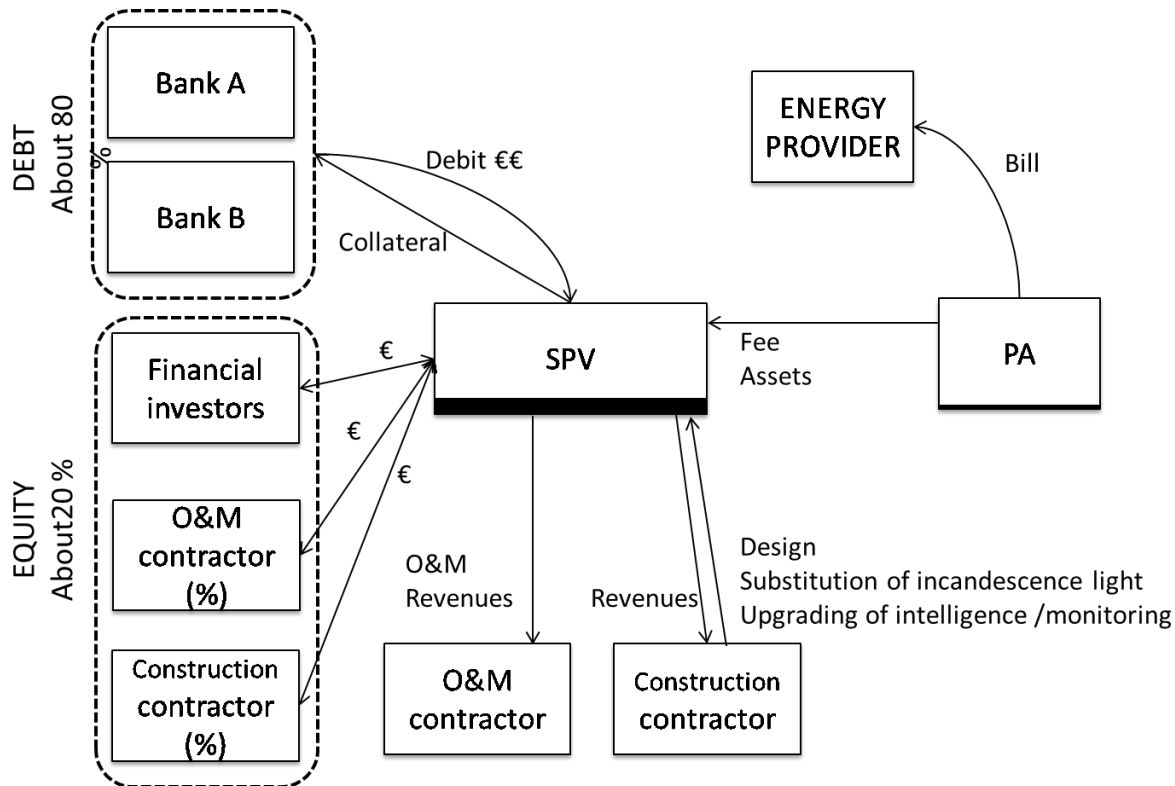 DEBT
About 80
%
Bank A
Bank B
Debit €€
Collateral
ENERGY
PROVIDER
Bill
EQUITY
About20 %
Financial
investors
€
€
€
SPV
Fee
Assets
PA
O&M
contractor
(%)
Construction
contractor
(%)
O&M
Revenues
Revenues
Design
Substitution of incandescence light
Upgrading of intelligence /monitoring
O&M
contractor
Construction
contractor